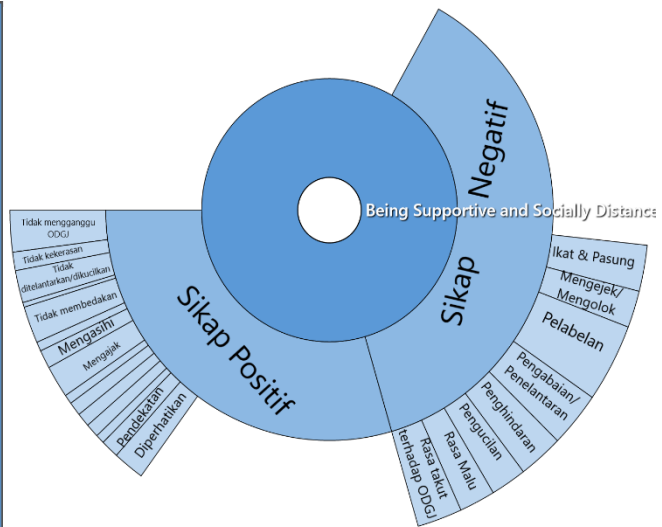 Being Supportive and Socially Distance
Sikap Negatif
Ikat & Pasung
Mengejek/
Mengolok
Pelabelan
Pengabaian/
Penelantaran
Penghindaran
Pengucilan
Rasa Malu
Rasa takut
terhadap ODGJ
Sikap Positif
Tidak mengganggu
ODGJ
Tidak kekerasan
Tidak
ditelantarkan/dikucilkan
Tidak membedakan
Mengasihi
Mengajak
Pendekatan
Diperhatikan